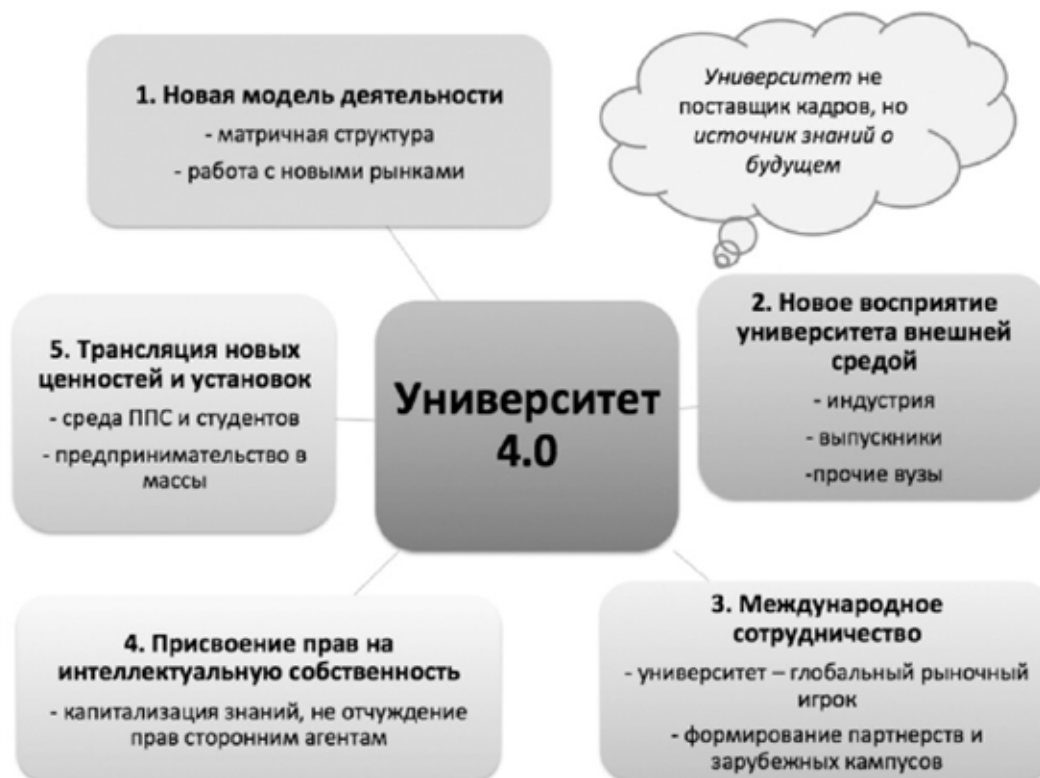 1. Новая модель деятельности
- матричная структура
- работа с новыми рынками
Университет не
поставщик кадров, но
источник знаний о
будущем
2. Новое восприятие
университета внешней
средой
- индустрия
- выпускники
-прочие вузы
5. Трансляция новых
ценностей и установок
- среда ППС и студентов
- предпринимательство в
массы
Университет
4.0
4. Присвоение прав на
интеллектуальную собственность
- капитализация знаний, не отчуждение
прав сторонним агентам
3. Международное
сотрудничество
- университет – глобальный рыночный
игрок
- формирование партнерств и
зарубежных кампусов